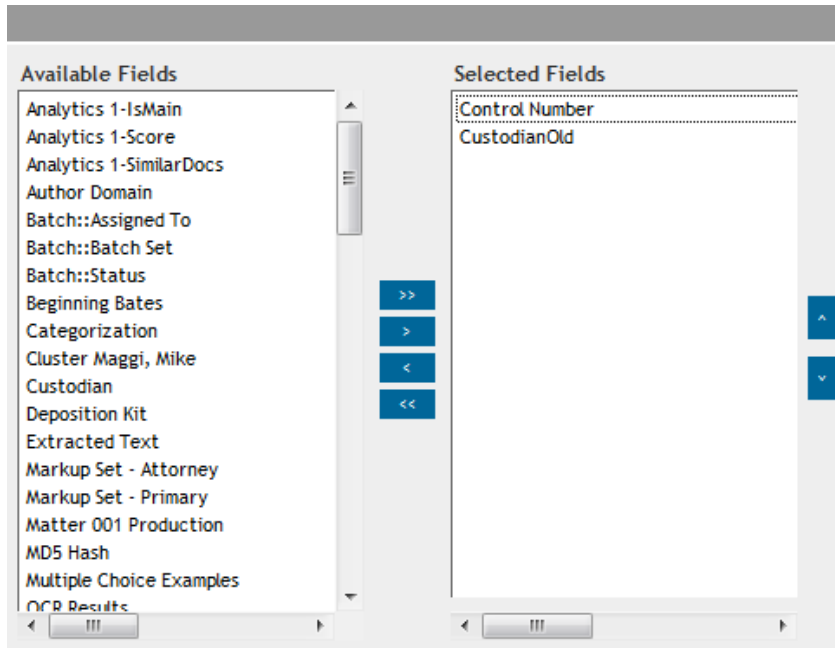 Available Fields
Analytics 1-IsMain
Analytics 1-Score
Analytics 1-SimilarDocs
Author Domain
Batch::Assigned To
Batch::Batch Set
Batch::Status
Beginning Bates
Categorization
Cluster Maggi, Mike
Custodian
Deposition Kit
Extracted Text
Markup Set - Attorney
Markup Set - Primary
Matter 001 Production
MD5 Hash
Multiple Choice Examples
OCR Results
>>
>
<
<<
Selected Fields
Control Number
CustodianOld